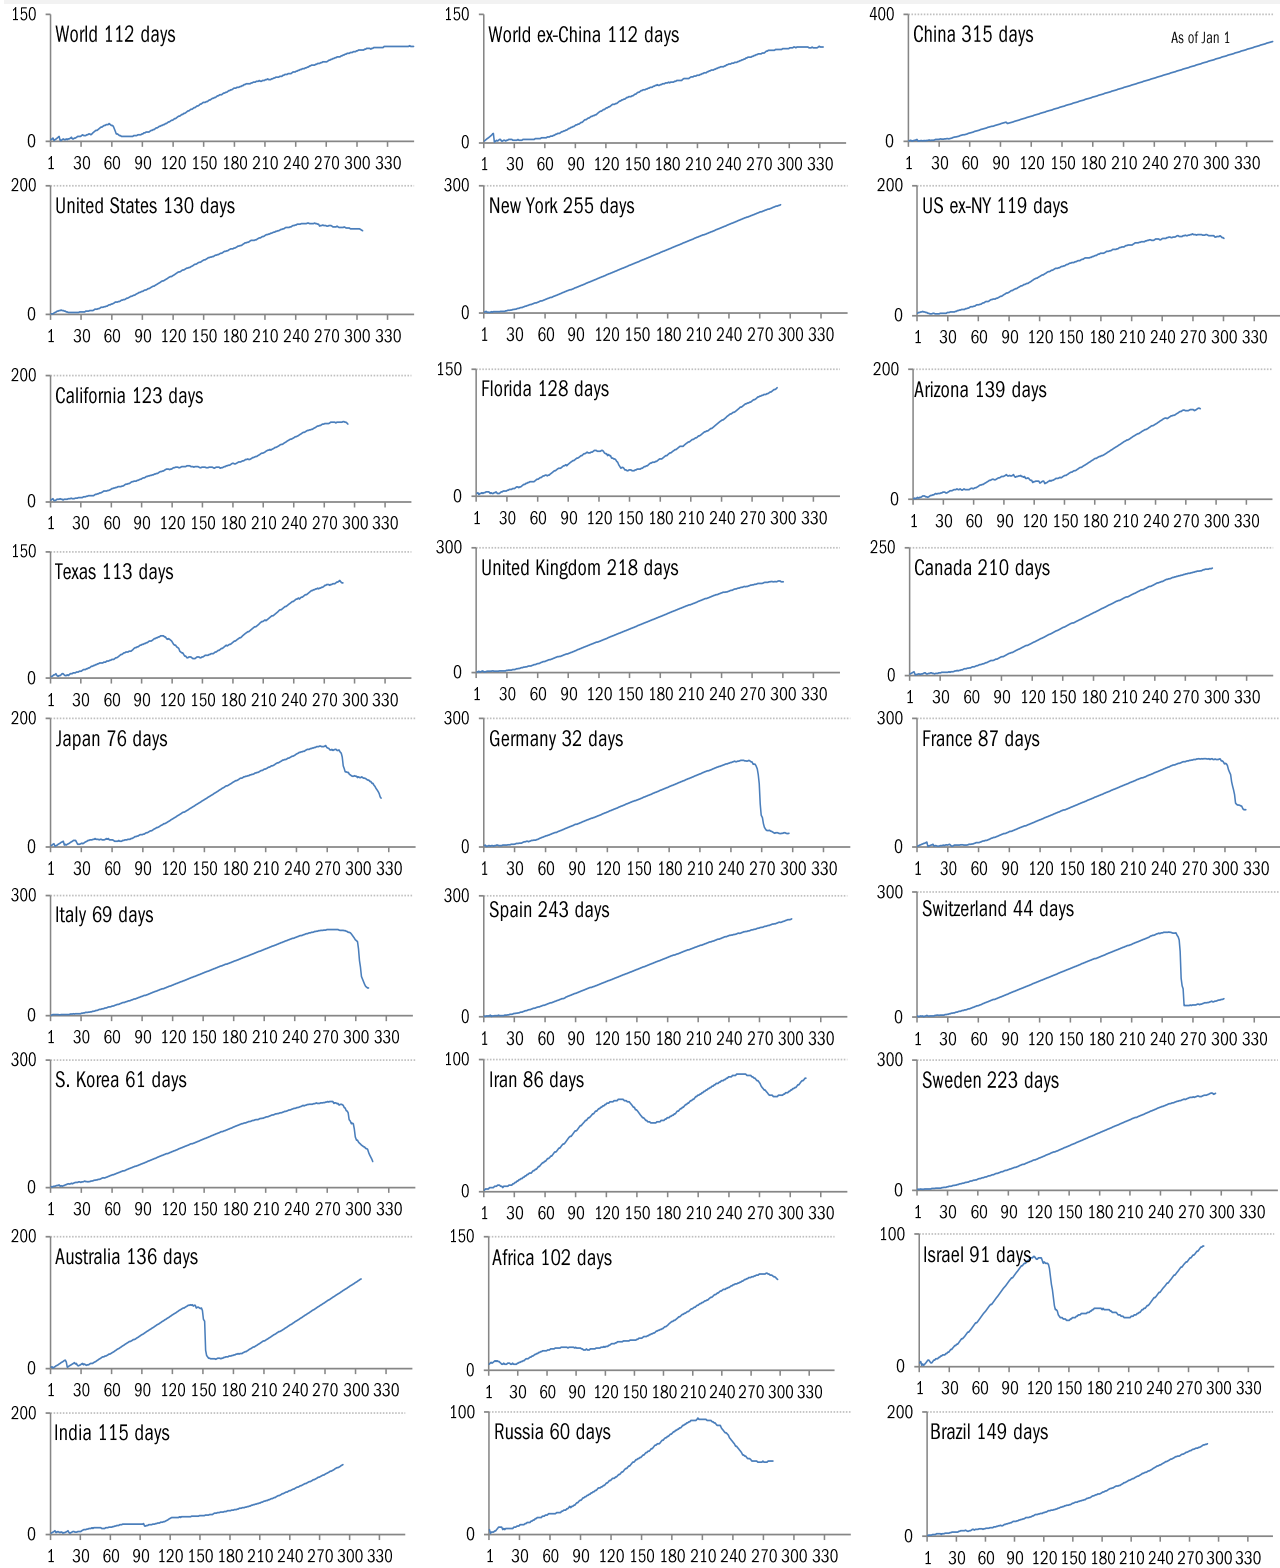 150 150 400
World 112 days World ex-China 112 days China 315 days As of Jan 1
0 0 0
1 30 60 90 120 150 180 210 240 270 300 330 1 30 60 90 120 150 180 210 240 270 300 330 1 30 60 90 120 150 180 210 240 270 300 330
200 300 200
United States 130 days New York 255 days US ex-NY 119 days
0 0 0
1 30 60 90 120 150 180 210 240 270 300 330 1 30 60 90 120 150 180 210 240 270 300 330 1 30 60 90 120 150 180 210 240 270 300 330
200 150 200
California 123 days Florida 128 days Arizona 139 days
0 0 0
1 30 60 90 120 150 180 210 240 270 300 330 1 30 60 90 120 150 180 210 240 270 300 330 1 30 60 90 120 150 180 210 240 270 300 330
150 300 250
Texas 113 days United Kingdom 218 days Canada 210 days
0 0 0
1 30 60 90 120 150 180 210 240 270 300 330 1 30 60 90 120 150 180 210 240 270 300 330 1 30 60 90 120 150 180 210 240 270 300 330
200 300 300
Japan 76 days Germany 32 days France 87 days
0 0 0
1 30 60 90 120 150 180 210 240 270 300 330 1 30 60 90 120 150 180 210 240 270 300 330 1 30 60 90 120 150 180 210 240 270 300 330
300 300 300
Italy 69 days Spain 243 days Switzerland 44 days
0 0 0
1 30 60 90 120 150 180 210 240 270 300 330 1 30 60 90 120 150 180 210 240 270 300 330 1 30 60 90 120 150 180 210 240 270 300 330
300 100 300
S. Korea 61 days Iran 86 days Sweden 223 days
0 0 0
1 30 60 90 120 150 180 210 240 270 300 330 1 30 60 90 120 150 180 210 240 270 300 330 1 30 60 90 120 150 180 210 240 270 300 330
200 150 100
Australia 136 days Africa 102 days Israel 91 days
0 0 0
1 30 60 90 120 150 180 210 240 270 300 330 1 30 60 90 120 150 180 210 240 270 300 330 1 30 60 90 120 150 180 210 240 270 300 330
200 100 200
India 115 days Russia 60 days Brazil 149 days
0 0 0
1 30 60 90 120 150 180 210 240 270 300 330 1 30 60 90 120 150 180 210 240 270 300 330 1 30 60 90 120 150 180 210 240 270 300 330